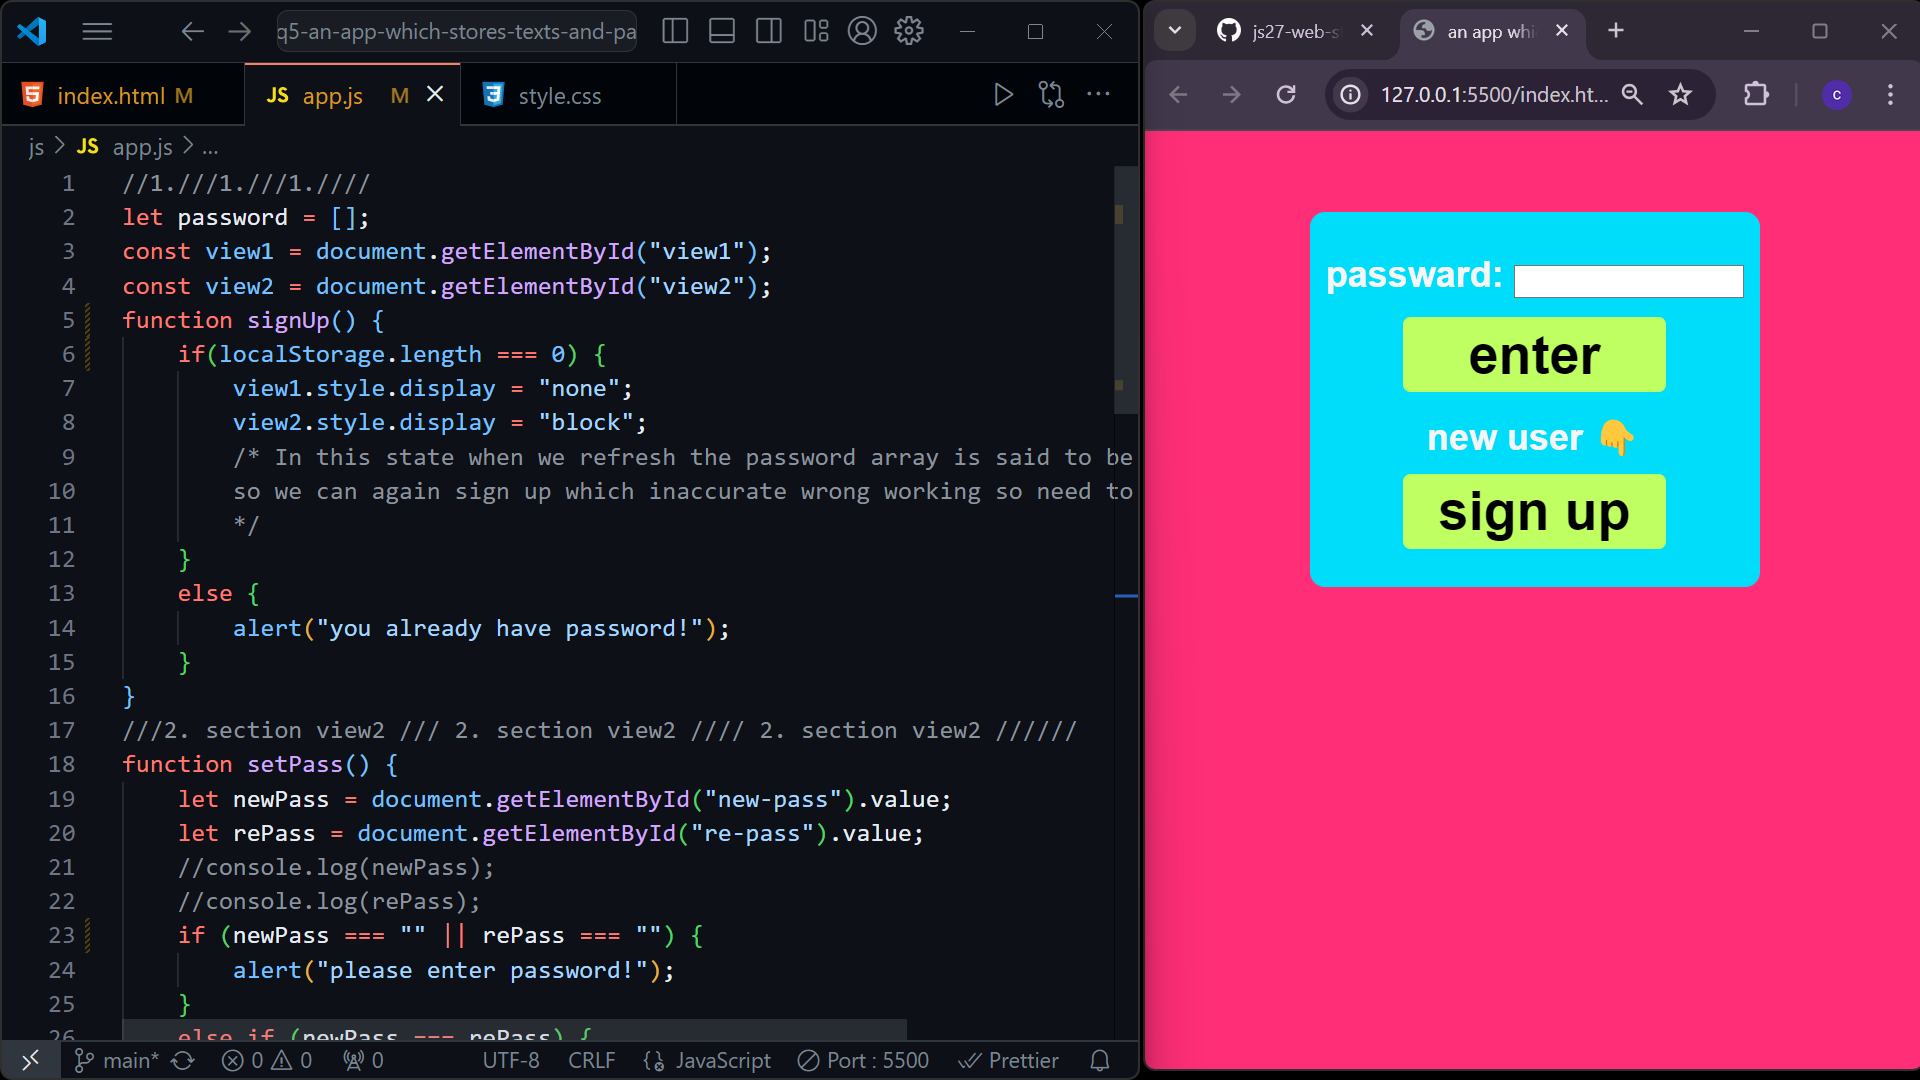 q5-an-app-which-stores-texts-and-pa
index.html M
JS app.js M
style.css
js > JS app.js > ...
1 //1.///1.///1.////
2 let password = [];
3 const view1 = document.getElementById("view1");
4 const view2 = document.getElementById("view2");
5 function signUp() {
6 if(localStorage.length === 0) {
7 view1.style.display = "none";
8 view2.style.display = "block";
9 /* In this state when we refresh the password array is said to be
10 so we can again sign up which inaccurate wrong working so need to
11 */
12 }
13 else {
14 alert("you already have password!");
15 }
16 }
17 ///2. section view2 /// 2. section view2 //// 2. section view2 //////
18 function setPass() {
19 let newPass = document.getElementById("new-pass").value;
20 let rePass = document.getElementById("re-pass").value;
21 //console.log(newPass);
22 //console.log(rePass);
23 if (newPass === "" || rePass === "") {
24 alert("please enter password!");
25 }
26 else if (newPass === rePass) {
main* 0 0 0 UTF-8 CRLF JavaScript Port : 5500 Prettier
js27-web-s
an app whi
127.0.0.1:5500/index.ht...
c
passward:
enter
new user 👇
sign up